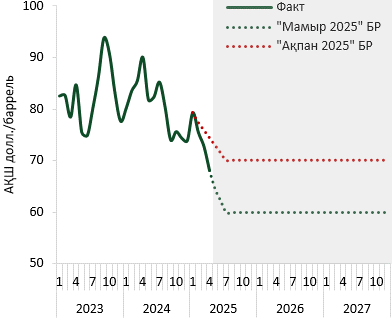 АҚШ долл./баррель
100
90
80
70
60
50
Факт
"Мамыр 2025" БР
"Ақпан 2025" БР
1 4 7 10 1 4 7 10 1 4 7 10 1 4 7 10 1 4 7 10
2023 2024 2025 2026 2027